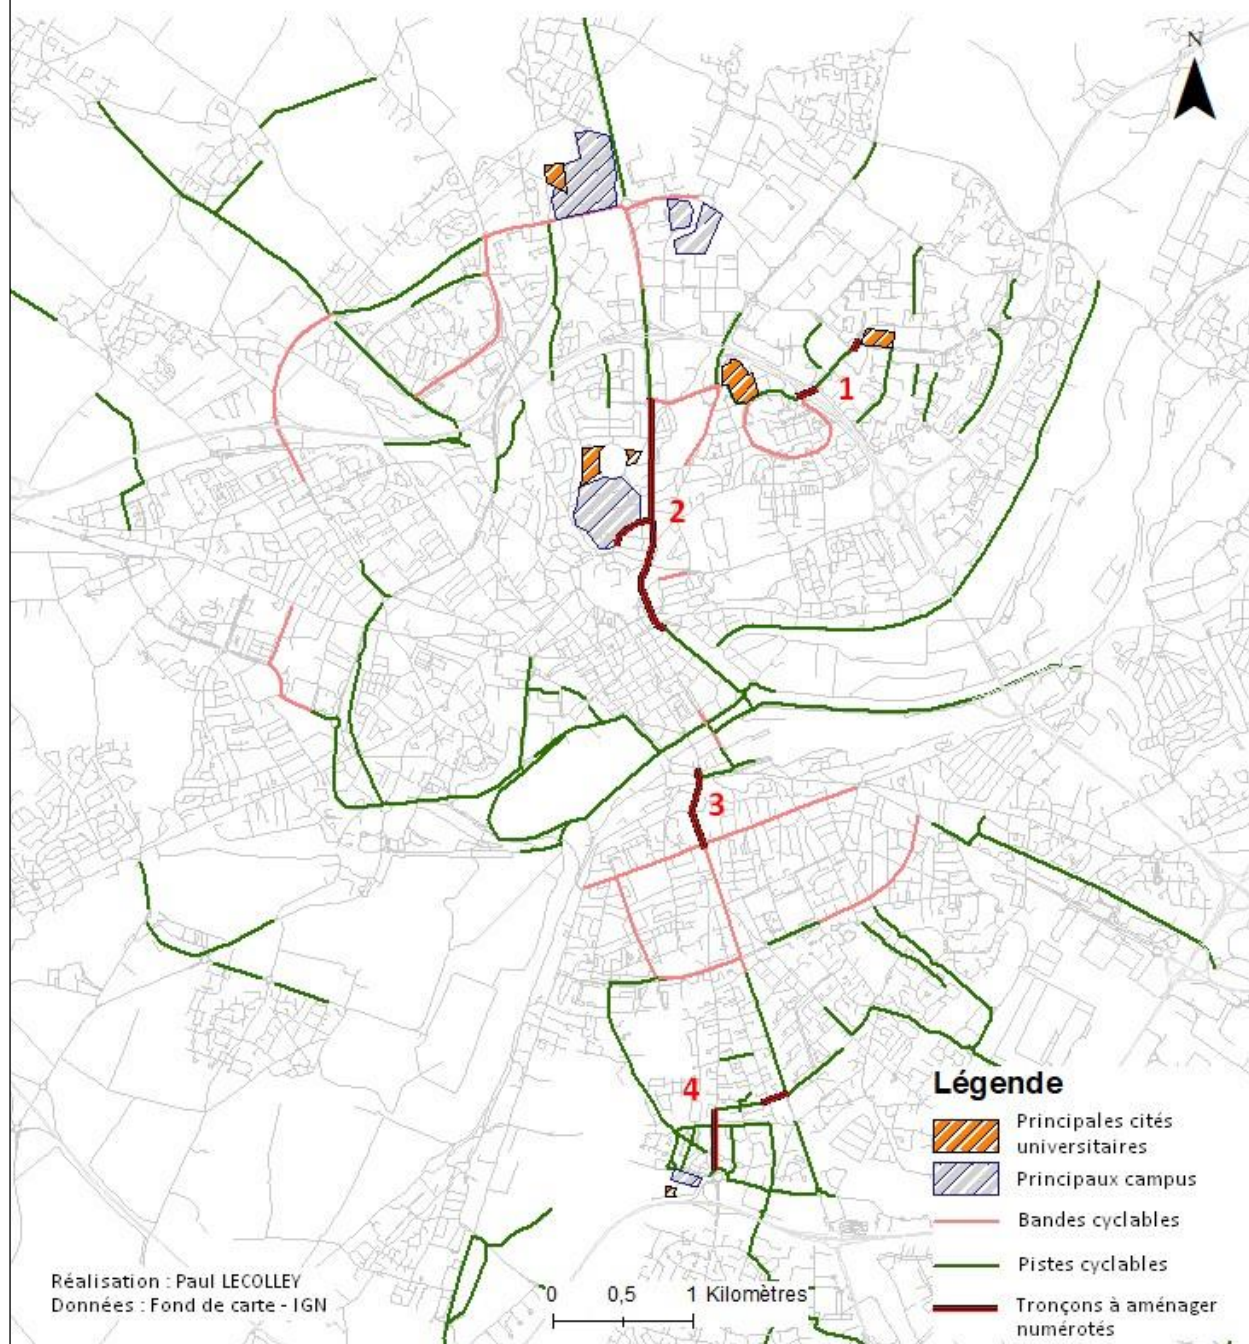 N
1
2
3
4
Légende
Principales cités
universitaires
Principaux campus
Bandes cyclables
Pistes cyclables
Tronçons à aménager
numérotés
Réalisation : Paul LECOLLEY
Données : Fond de carte - IGN
0 0,5 1 Kilomètres